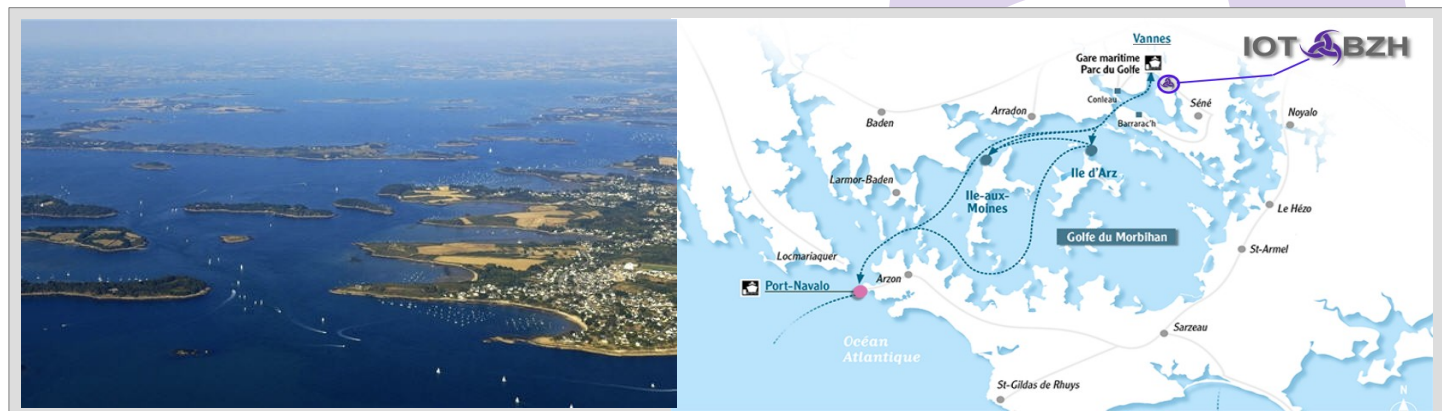 Vannes
IOT BZH
Gare maritime
Parc du Golfe
Conleau
Séné
Barrarac'h
Noyalo
Arradon
Baden
Larmor-Baden
Ile d'Arz
Ile-aux-
Moines
Le Hézo
Golfe du Morbihan
St-Armel
Locmariaquer
Arzon
Port-Navalo
Sarzeau
Océan
Atlantique
St-Gildas de Rhuys
N